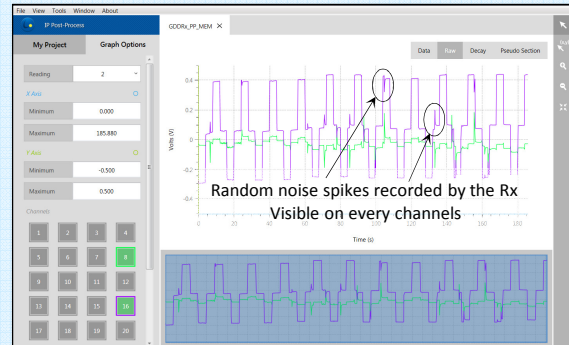 File View Tools Window About
IP Post-Process
GDDRx_PP_MEM ×
My Project Graph Options
Data Raw Decay Pseudo Section
Reading 2
X Axis
Minimum 0.000
Maximum 185.880
Y Axis
Minimum -0.500
Maximum 0.500
Channels
1 2 3 4
5 6 7 8
9 10 11 12
13 14 15 16
17 18 19 20
0.4
0.2
0
-0.2
-0.4
Volts (V)
Random noise spikes recorded by the Rx
Visible on every channels
0 20 40 60 80 100 120 140 160 180
Time (s)